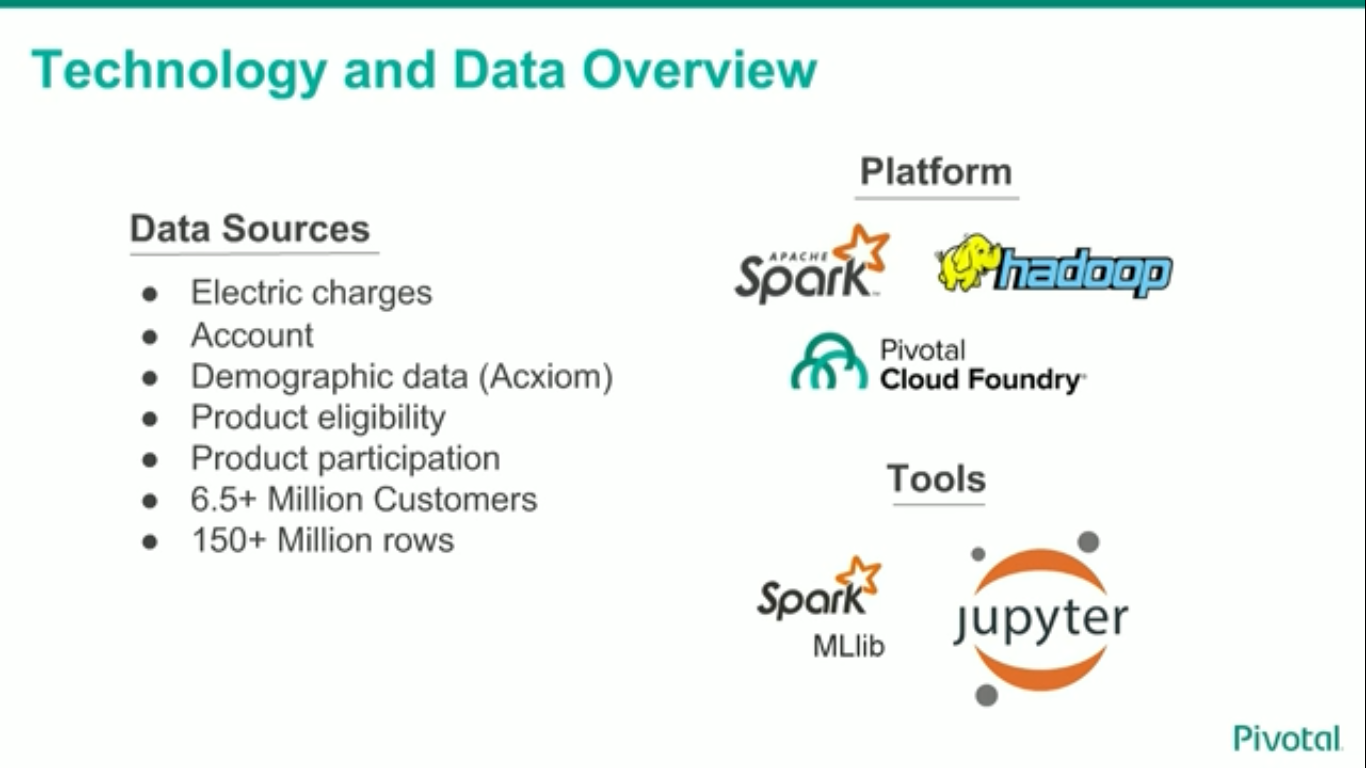 Technology and Data Overview
Data Sources
● Electric charges
● Account
● Demographic data (Acxiom)
● Product eligibility
● Product participation
● 6.5+ Million Customers
● 150+ Million rows
Platform
APACHE
Spark™ hadoop
Pivotal
Cloud Foundry®
Tools
Spark
MLlib
jupyter
Pivotal